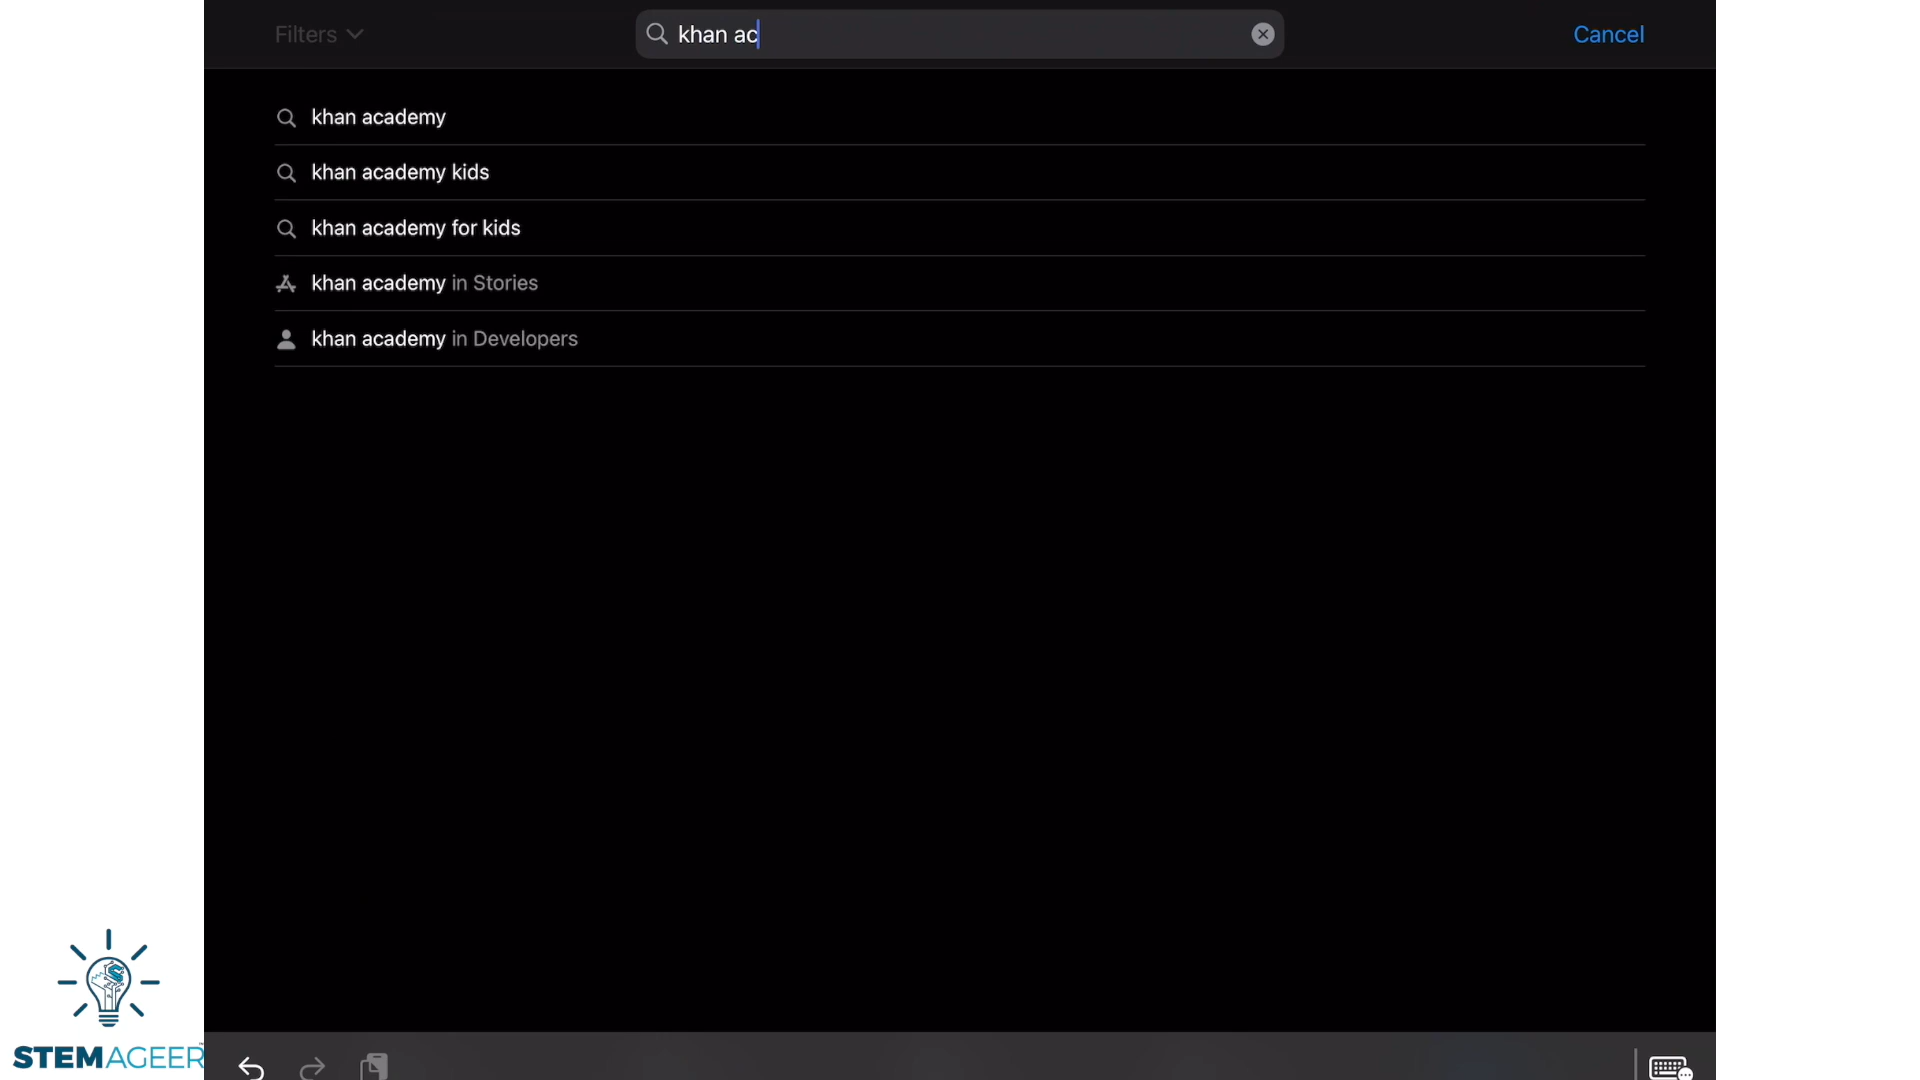 Filters
khan ac
Cancel
khan academy
khan academy kids
khan academy for kids
khan academy in Stories
khan academy in Developers
STEMAGEER